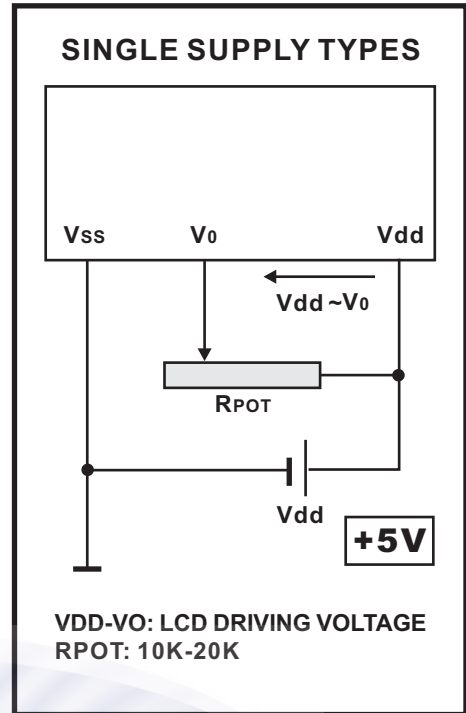 SINGLE SUPPLY TYPES
Vss V0 Vdd
Vdd ~V0
RPOT
Vdd
+5V
VDD-VO: LCD DRIVING VOLTAGE
RPOT: 10K-20K